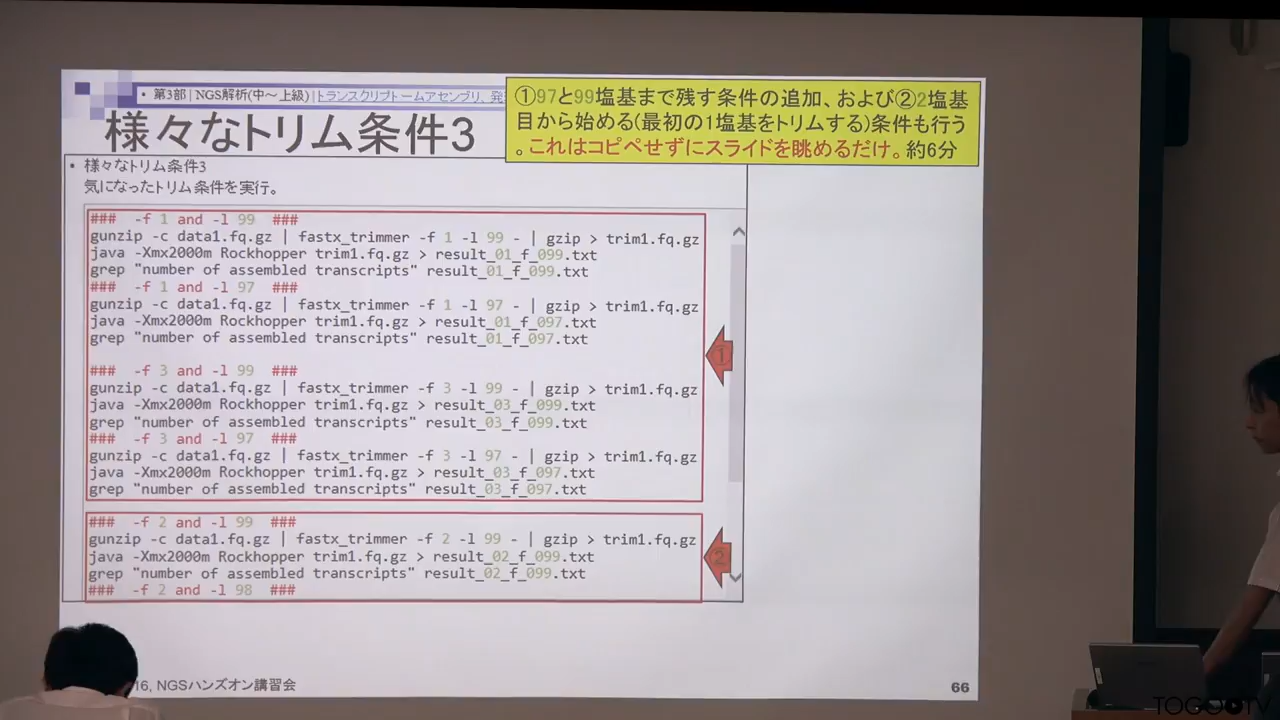 • 第3部 | NGS解析(中～上級) | トランスクリプトームアセンブリ、発
様々なトリム条件3
①97と99塩基まで残す条件の追加、および②2塩基
目から始める(最初の1塩基をトリムする)条件も行う
。これはコピペせずにスライドを眺めるだけ。約6分
• 様々なトリム条件3
気になったトリム条件を実行。
### -f 1 and -l 99 ###
gunzip -c data1.fq.gz | fastx_trimmer -f 1 -l 99 - | gzip > trim1.fq.gz
java -Xmx2000m Rockhopper trim1.fq.gz > result_01_f_099.txt
grep "number of assembled transcripts" result_01_f_099.txt
### -f 1 and -l 97 ###
gunzip -c data1.fq.gz | fastx_trimmer -f 1 -l 97 - | gzip > trim1.fq.gz
java -Xmx2000m Rockhopper trim1.fq.gz > result_01_f_097.txt
grep "number of assembled transcripts" result_01_f_097.txt
①
### -f 3 and -l 99 ###
gunzip -c data1.fq.gz | fastx_trimmer -f 3 -l 99 - | gzip > trim1.fq.gz
java -Xmx2000m Rockhopper trim1.fq.gz > result_03_f_099.txt
grep "number of assembled transcripts" result_03_f_099.txt
### -f 3 and -l 97 ###
gunzip -c data1.fq.gz | fastx_trimmer -f 3 -l 97 - | gzip > trim1.fq.gz
java -Xmx2000m Rockhopper trim1.fq.gz > result_03_f_097.txt
grep "number of assembled transcripts" result_03_f_097.txt
### -f 2 and -l 99 ###
gunzip -c data1.fq.gz | fastx_trimmer -f 2 -l 99 - | gzip > trim1.fq.gz
java -Xmx2000m Rockhopper trim1.fq.gz > result_02_f_099.txt
②
grep "number of assembled transcripts" result_02_f_099.txt
### -f 2 and -l 98 ###
16, NGSハンズオン講習会
66
TOGOTV